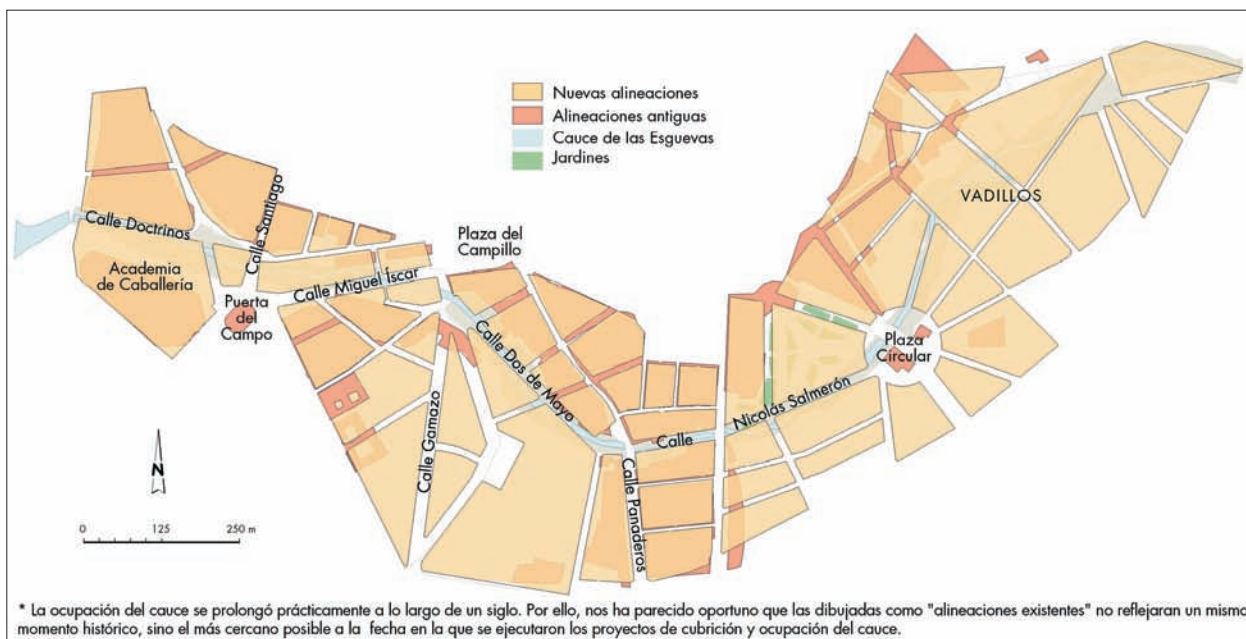 Nuevas alineaciones
Alineaciones antiguas
Cauce de las Esguevas
Jardines
Calle Doctrinos
Calle Santiago
Academia
de Caballería
Puerta
del
Campo
Calle Miguel Íscar
Plaza del
Campillo
Calle Dos de Mayo
Calle Gamazo
Calle Panaderos
Calle
Nicolás Salmerón
Plaza
Circular
VADILLOS
N
0
125
250 m
* La ocupación del cauce se prolongó prácticamente a lo largo de un siglo. Por ello, nos ha parecido oportuno que las dibujadas como "alineaciones existentes" no reflejaran un mismo
momento histórico, sino el más cercano posible a la fecha en la que se ejecutaron los proyectos de cubrición y ocupación del cauce.